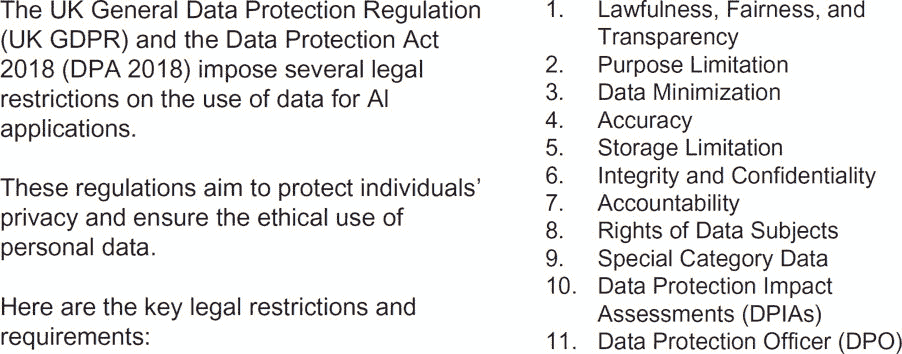 The UK General Data Protection Regulation
(UK GDPR) and the Data Protection Act
2018 (DPA 2018) impose several legal
restrictions on the use of data for AI
applications.
These regulations aim to protect individuals'
privacy and ensure the ethical use of
personal data.
Here are the key legal restrictions and
requirements:
1. Lawfulness, Fairness, and
Transparency
2. Purpose Limitation
3. Data Minimization
4. Accuracy
5. Storage Limitation
6. Integrity and Confidentiality
7. Accountability
8. Rights of Data Subjects
9. Special Category Data
10. Data Protection Impact
Assessments (DPIAs)
11. Data Protection Officer (DPO)